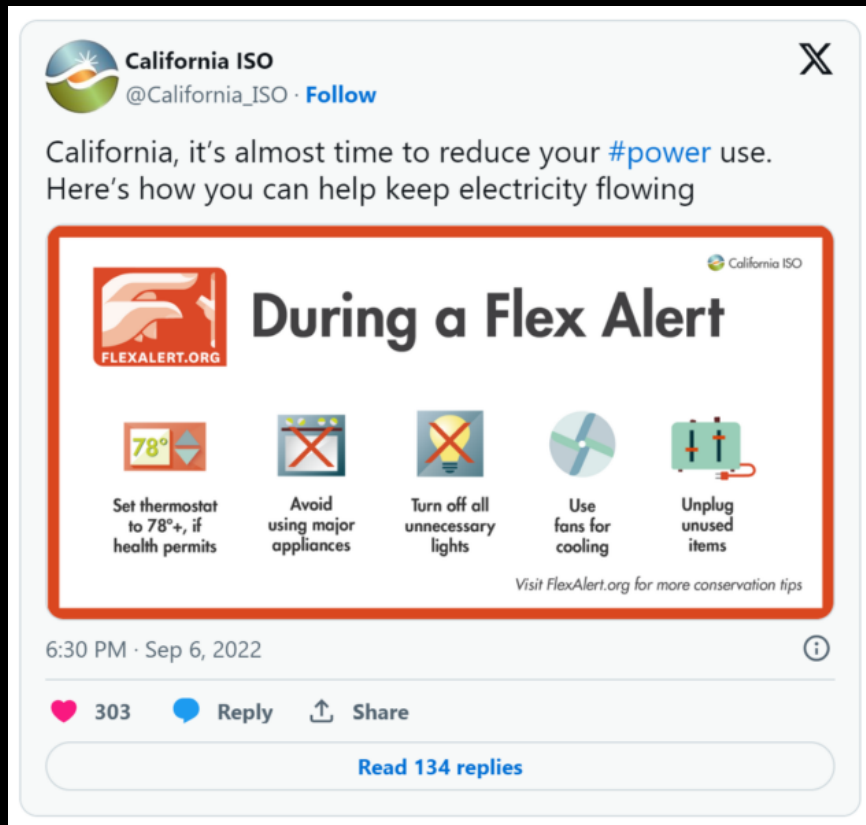 California ISO
@California_ISO · Follow
California, it’s almost time to reduce your #power use.
Here’s how you can help keep electricity flowing
California ISO
FLEXALERT.ORG
During a Flex Alert
78°
Set thermostat
to 78°+, if
health permits
Avoid
using major
appliances
Turn off all
unnecessary
lights
Use
fans for
cooling
Unplug
unused
items
Visit FlexAlert.org for more conservation tips
6:30 PM · Sep 6, 2022
303 Reply Share
Read 134 replies